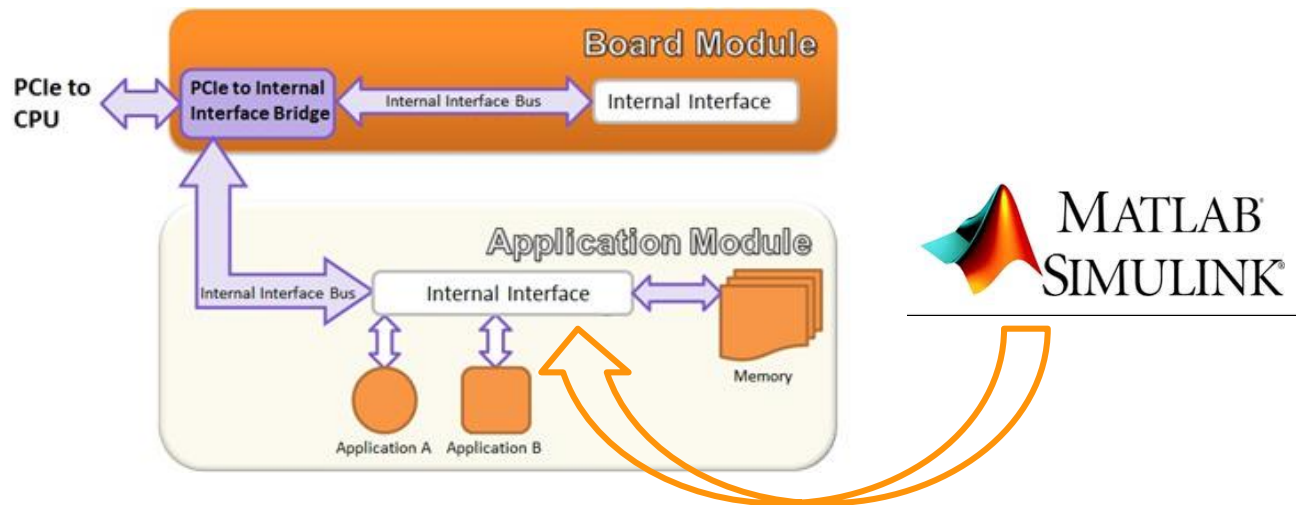 Board Module
PCIe to
CPU
PCIe to Internal
Interface Bridge
Internal Interface Bus
Internal Interface
Application Module
Internal Interface Bus
Internal Interface
Memory
Application A
Application B
MATLAB®
SIMULINK®